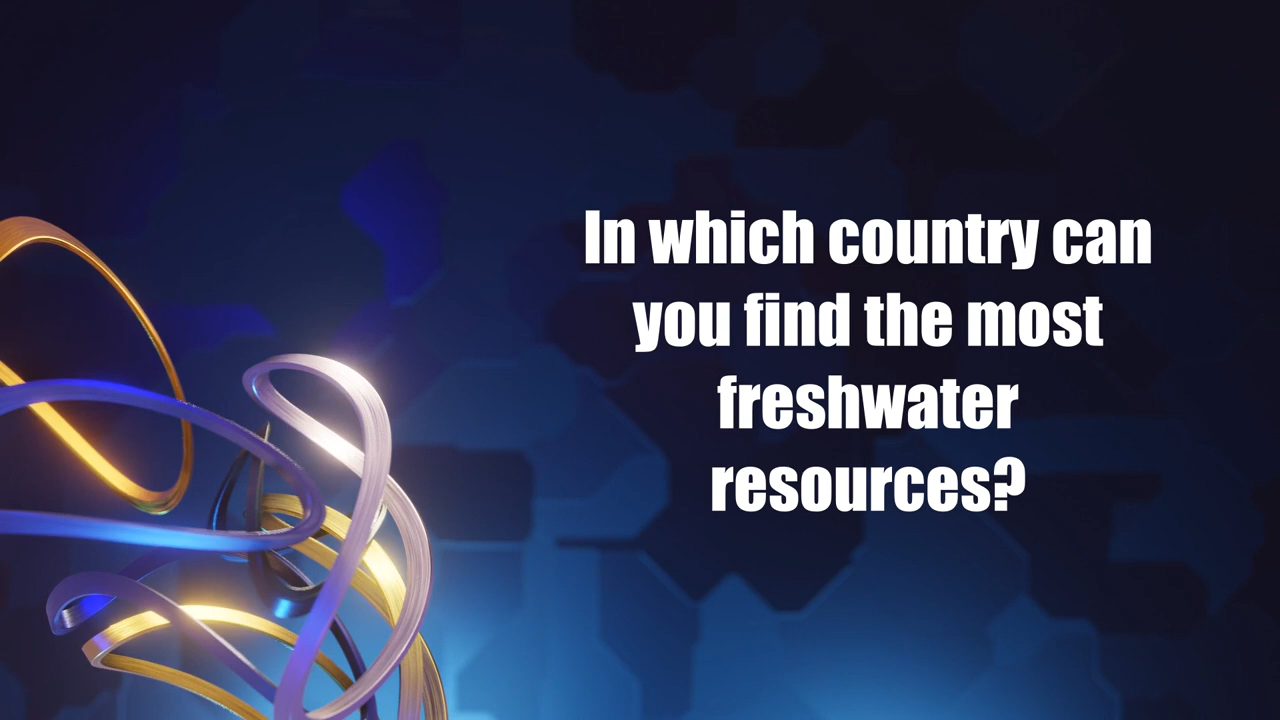 In which country can
you find the most
freshwater
resources?